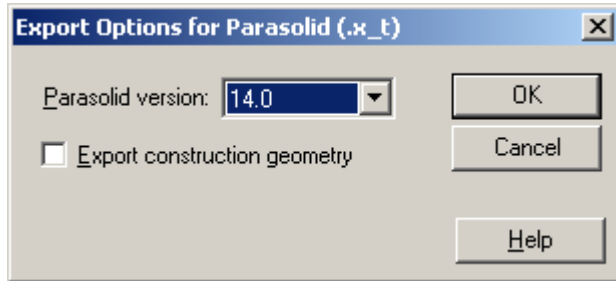 Export Options for Parasolid (.x_t)
Parasolid version: 14.0
OK
Export construction geometry
Cancel
Help